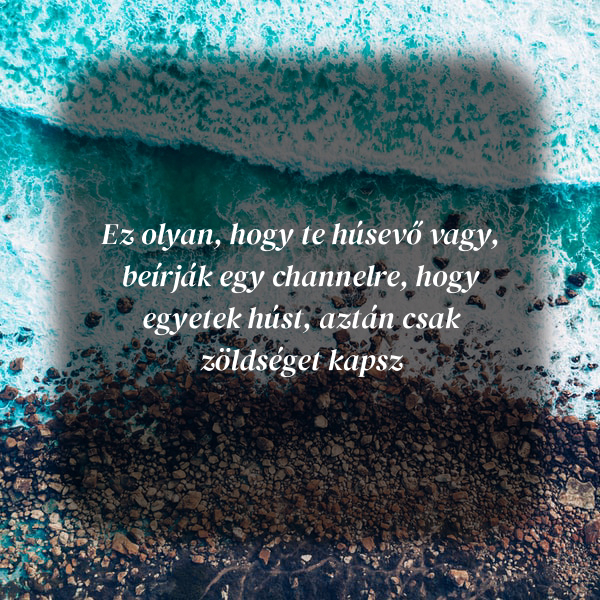 Ez olyan, hogy te húsevő vagy,
beírják egy channelre, hogy
egyetek húst, aztán csak
zöldséget kapsz